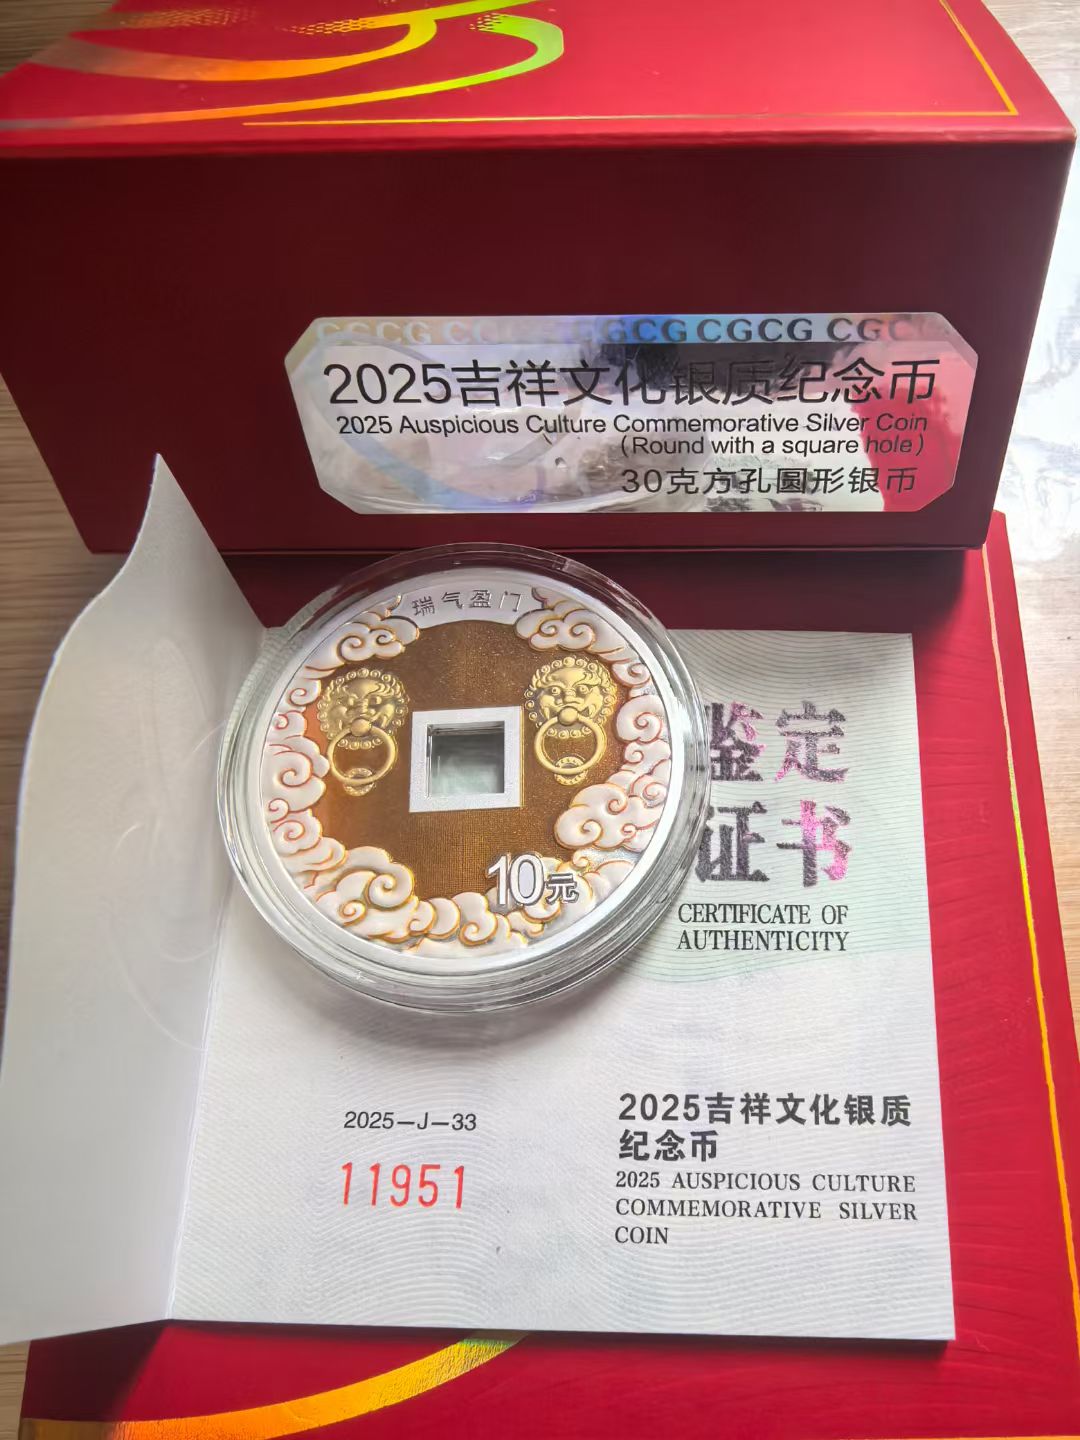 CGCG CGCG CGCG CGC
2025吉祥文化银质纪念币
2025 Auspicious Culture Commemorative Silver Coin
(Round with a square hole)
30克方孔圆形银币
瑞气盈门
10元
鉴定
证书
CERTIFICATE OF
AUTHENTICITY
2025-J-33
11951
2025吉祥文化银质
纪念币
2025 AUSPICIOUS CULTURE
COMMEMORATIVE SILVER
COIN